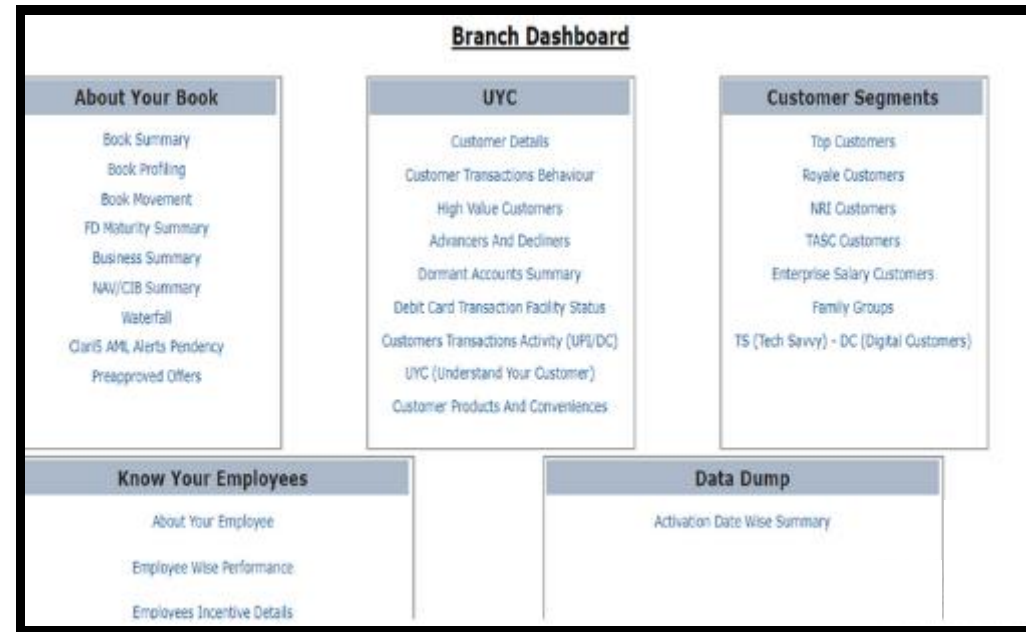 Branch Dashboard
About Your Book
Book Summary
Book Profiling
Book Movement
FD Maturity Summary
Business Summary
NAV/CIB Summary
Waterfall
Clari5 AML Alerts Pendency
Preapproved Offers
UYC
Customer Details
Customer Transactions Behaviour
High Value Customers
Advancers And Decliners
Dormant Accounts Summary
Debit Card Transaction Facility Status
Customers Transactions Activity (UPI/DC)
UYC (Understand Your Customer)
Customer Products And Conveniences
Customer Segments
Top Customers
Royale Customers
NRI Customers
TASC Customers
Enterprise Salary Customers
Family Groups
TS (Tech Savvy) - DC (Digital Customers)
Know Your Employees
About Your Employee
Employee Wise Performance
Employees Incentive Details
Data Dump
Activation Date Wise Summary